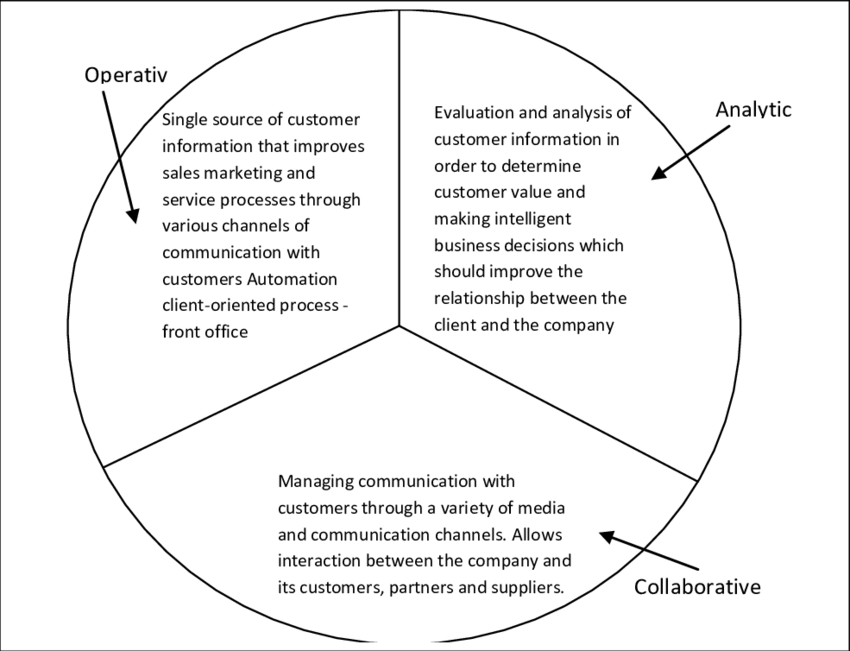 Operativ
Single source of customer
information that improves
sales marketing and
service processes through
various channels of
communication with
customers Automation
client-oriented process -
front office
Evaluation and analysis of
customer information in
order to determine
customer value and
making intelligent
business decisions which
should improve the
relationship between the
client and the company
Analytic
Managing communication with
customers through a variety of media
and communication channels. Allows
interaction between the company and
its customers, partners and suppliers.
Collaborative